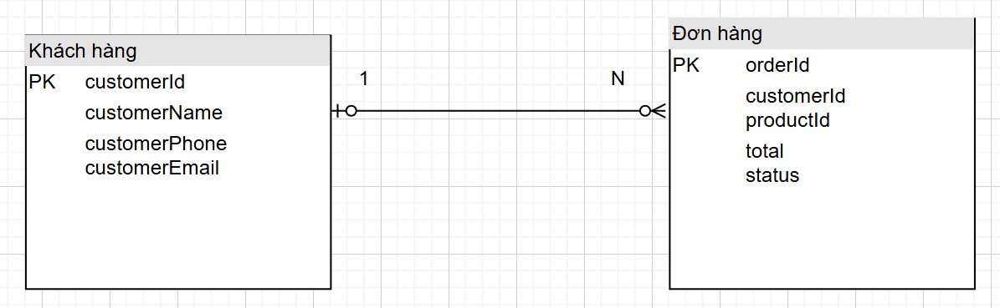 Khách hàng
PK customerId
customerName
customerPhone
customerEmail
1
N
Đơn hàng
PK orderId
customerId
productId
total
status